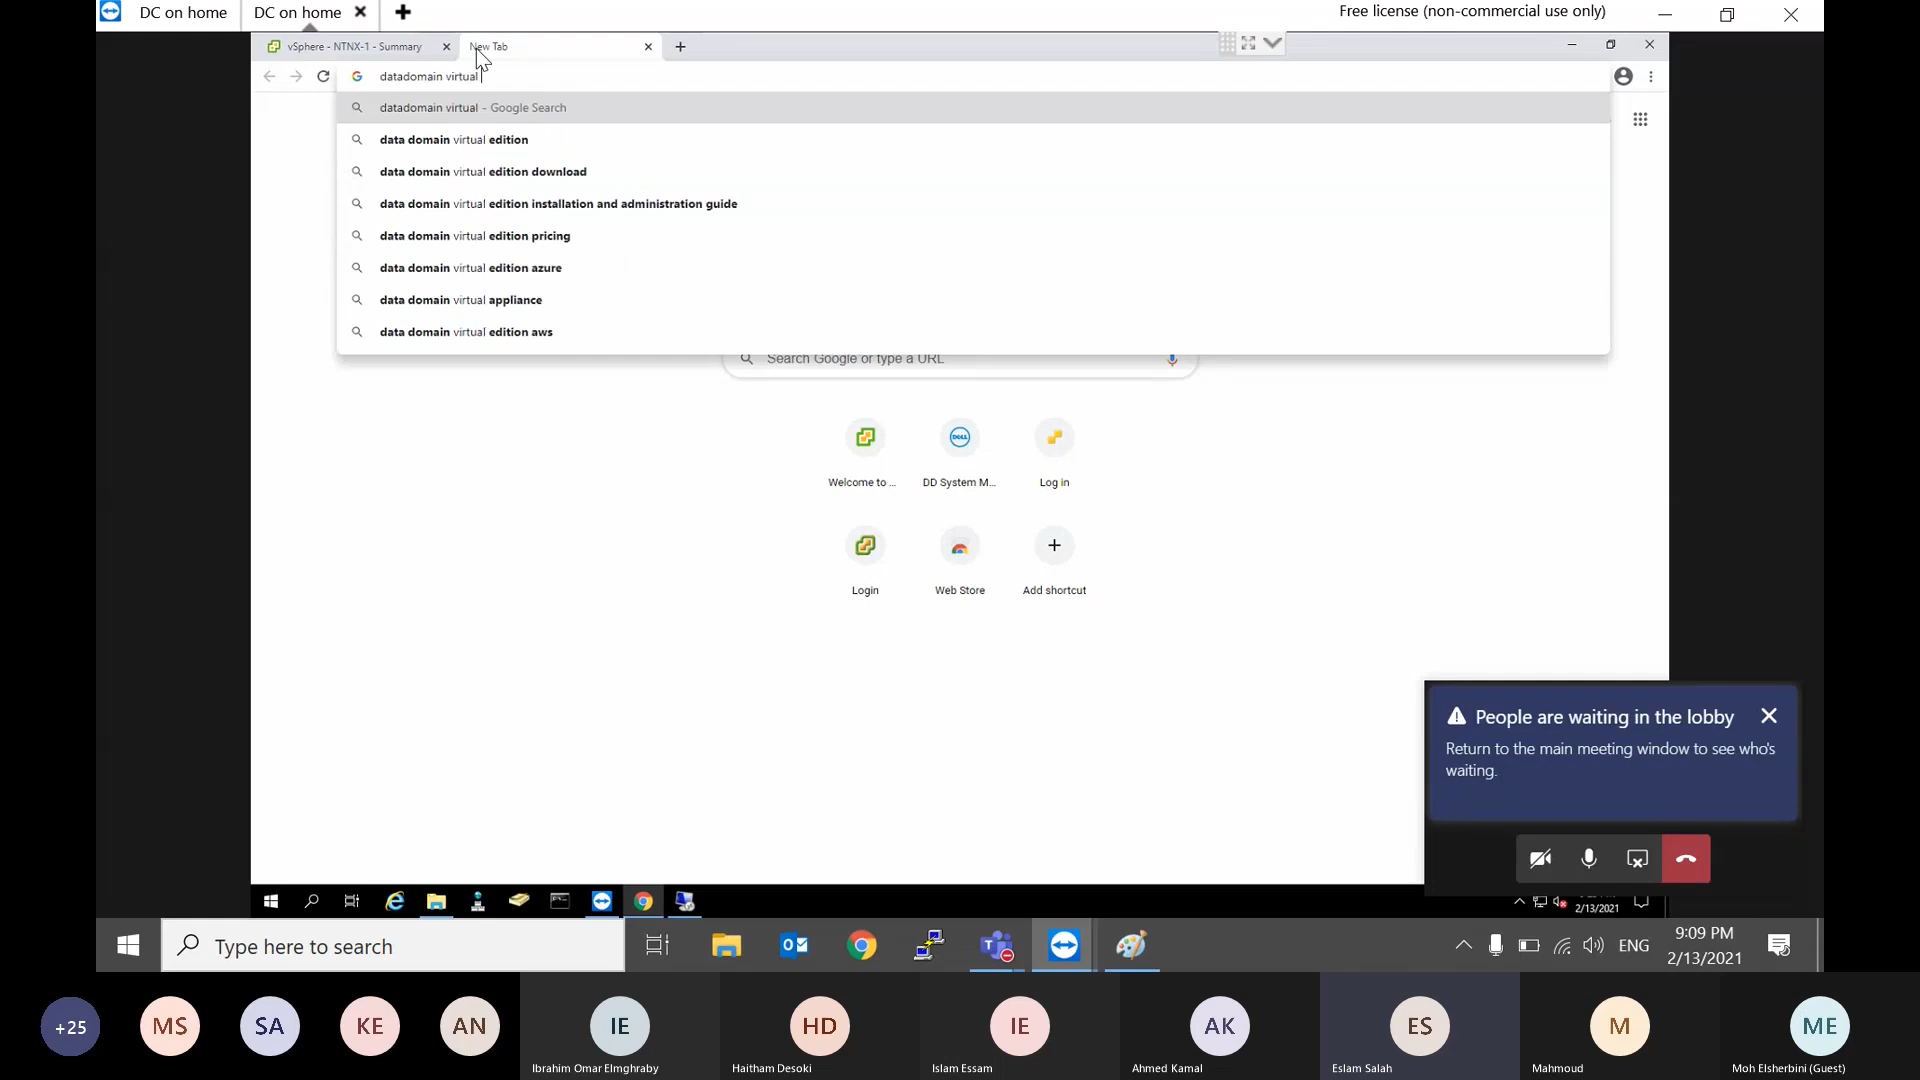 DC on home
DC on home
Free license (non-commercial use only)
vSphere - NTNX-1 - Summary
New Tab
datadomain virtual
datadomain virtual - Google Search
data domain virtual edition
data domain virtual edition download
data domain virtual edition installation and administration guide
data domain virtual edition pricing
data domain virtual edition azure
data domain virtual appliance
data domain virtual edition aws
Search Google or type a URL
DELL
Welcome to ...
DD System M...
Log in
Login
Web Store
Add shortcut
People are waiting in the lobby
Return to the main meeting window to see who's
waiting.
2/13/2021
Type here to search
ENG
9:09 PM
2/13/2021
+25
MS
SA
KE
AN
IE
HD
IE
AK
ES
M
ME
Ibrahim Omar Elmghraby
Haitham Desoki
Islam Essam
Ahmed Kamal
Eslam Salah
Mahmoud
Moh Elsherbini (Guest)